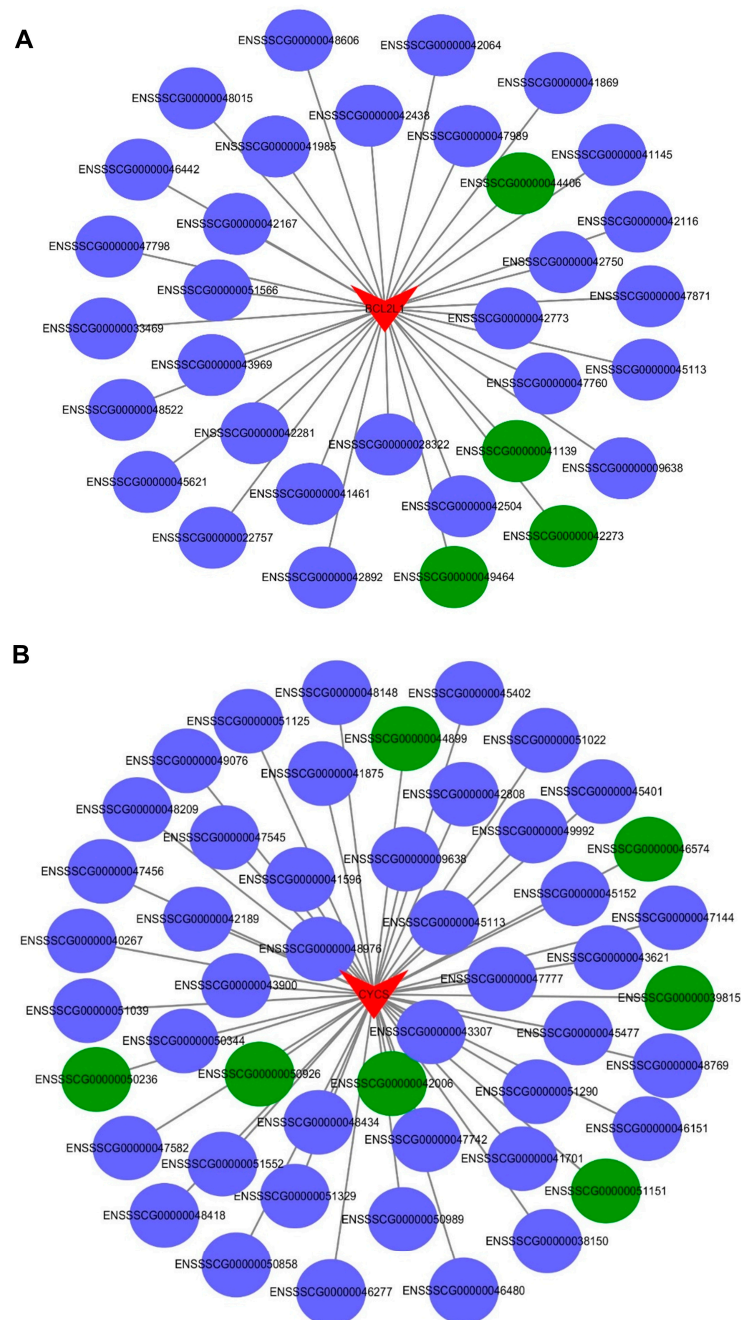 A
ENSSSCG00000048606
ENSSSCG00000042064
ENSSSCG00000041869
ENSSSCG00000048015
ENSSSCG00000042438
ENSSSCG00000047989
ENSSSCG00000041985
ENSSSCG00000041145
ENSSSCG00000046442
ENSSSCG00000044406
ENSSSCG00000042167
ENSSSCG00000042116
ENSSSCG00000047798
ENSSSCG00000042750
ENSSSCG00000051566
ENSSSCG00000047871
BCL2L1
ENSSSCG00000042773
ENSSSCG00000033469
ENSSSCG00000043969
ENSSSCG00000045113
ENSSSCG00000047760
ENSSSCG00000048522
ENSSSCG00000042281
ENSSSCG00000028322
ENSSSCG00000041139
ENSSSCG00000009638
ENSSSCG00000045621
ENSSSCG00000041461
ENSSSCG00000042504
ENSSSCG00000022757
ENSSSCG00000042273
ENSSSCG00000042892
ENSSSCG00000049464
B
ENSSSCG00000048148
ENSSSCG00000045402
ENSSSCG00000051125
ENSSSCG00000044899
ENSSSCG00000051022
ENSSSCG00000049076
ENSSSCG00000041875
ENSSSCG00000045401
ENSSSCG00000042808
ENSSSCG00000048209
ENSSSCG00000049992
ENSSSCG00000047545
ENSSSCG00000046574
ENSSSCG00000009638
ENSSSCG00000047456
ENSSSCG00000041596
ENSSSCG00000045152
ENSSSCG00000042189
ENSSSCG00000045113
ENSSSCG00000047144
ENSSSCG00000040267
ENSSSCG00000048976
ENSSSCG00000043621
ENSSSCG00000047777
ENSSSCG00000043900
CYCS
ENSSSCG00000039815
ENSSSCG00000051039
ENSSSCG00000043307
ENSSSCG00000045477
ENSSSCG00000050344
ENSSSCG00000048769
ENSSSCG00000050926
ENSSSCG00000050236
ENSSSCG00000042006
ENSSSCG00000051290
ENSSSCG00000048434
ENSSSCG00000046151
ENSSSCG00000047742
ENSSSCG00000047582
ENSSSCG00000041701
ENSSSCG00000051552
ENSSSCG00000051151
ENSSSCG00000051329
ENSSSCG00000048418
ENSSSCG00000050989
ENSSSCG00000038150
ENSSSCG00000050858
ENSSSCG00000046277
ENSSSCG00000046480